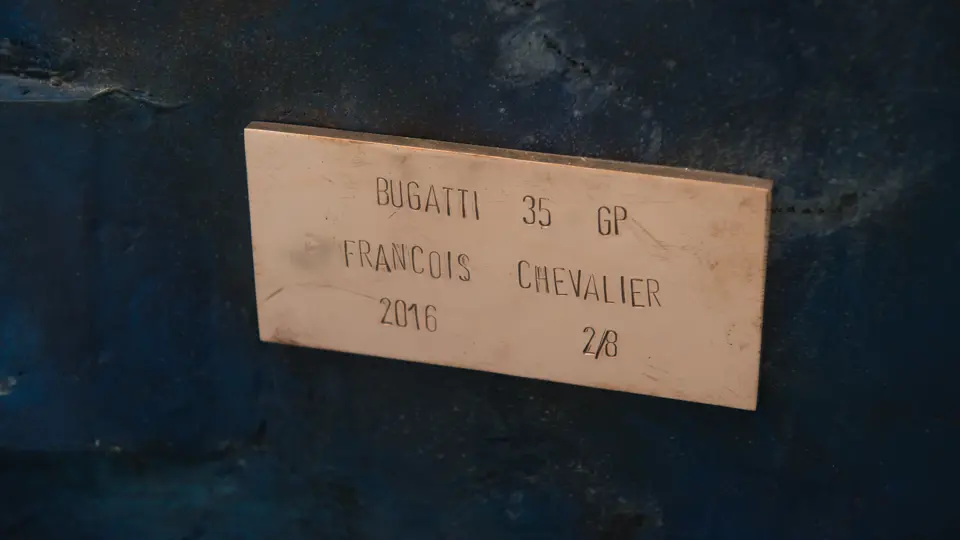 BUGATTI 35 GP
FRANCOIS CHEVALIER
2016 2/8